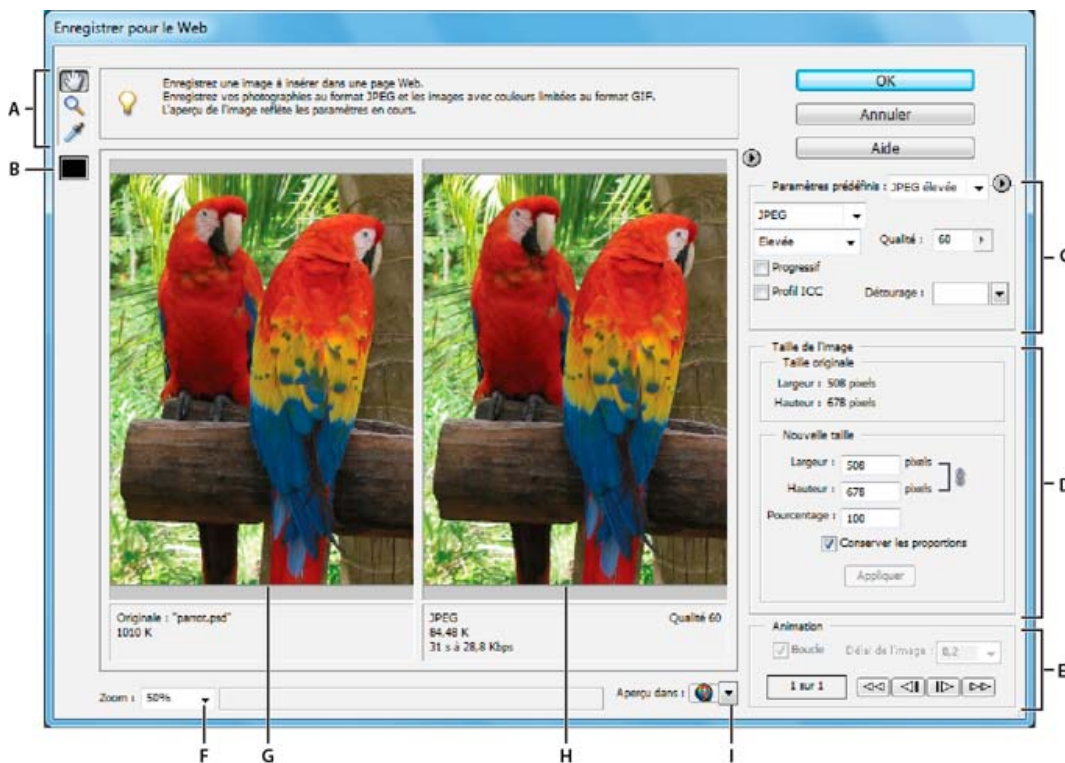 Enregistrer pour le Web
A
Enregistrez une image à insérer dans une page Web.
Enregistrez vos photographies au format JPEG et les images avec couleurs limitées au format GIF.
L'aperçu de l'image reflète les paramètres en cours.
OK
Annuler
Aide
B
Paramètres prédéfinis : JPEG élevée
JPEG
Elevée
Qualité : 60
Progressif
Profil ICC
Détourage :
C
Taille de l'image
Taille originale
Largeur : 508 pixels
Hauteur : 678 pixels
Nouvelle taille
Largeur : 508 pixels
Hauteur : 678 pixels
Pourcentage : 100
Conserver les proportions
Appliquer
D
Originale : "parrot.psd"
1010 K
JPEG
Qualité 60
84,48 K
31 s à 28,8 Kbps
Animation
Boucle
Délai de l'image : 0,2
1 sur 1
E
Zoom : 50%
Aperçu dans :
F
G
H
I